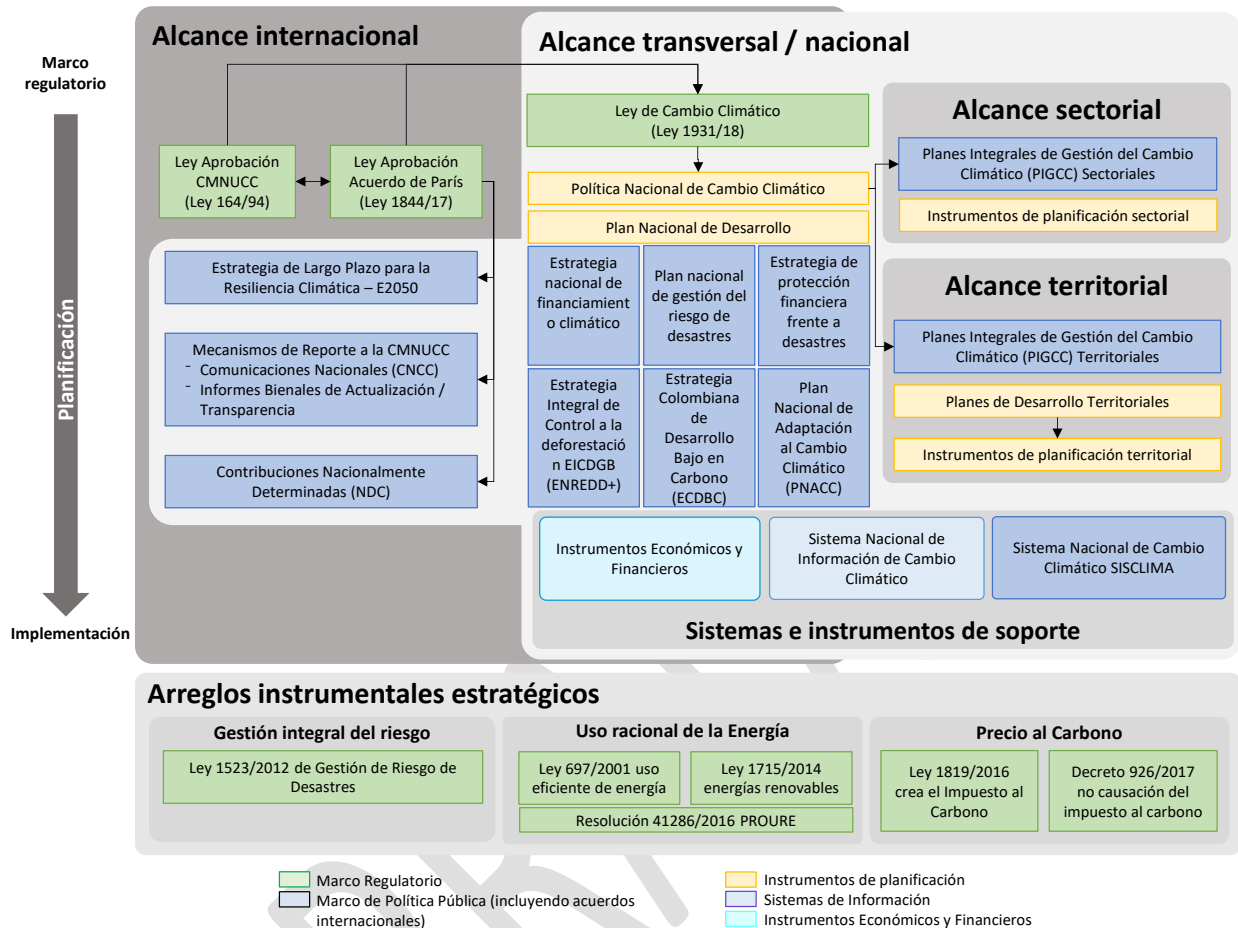 Alcance internacional
Alcance transversal / nacional
Marco
regulatorio
Planificación
Implementación
Ley Aprobación
CMNUCC
(Ley 164/94)
Ley Aprobación
Acuerdo de París
(Ley 1844/17)
Estrategia de Largo Plazo para la
Resiliencia Climática – E2050
Mecanismos de Reporte a la CMNUCC
- Comunicaciones Nacionales (CNCC)
- Informes Bienales de Actualización /
Transparencia
Contribuciones Nacionalmente
Determinadas (NDC)
Ley de Cambio Climático
(Ley 1931/18)
Política Nacional de Cambio Climático
Plan Nacional de Desarrollo
Estrategia
nacional de
financiamient
o climático
Plan nacional
de gestión del
riesgo de
desastres
Estrategia de
protección
financiera
frente a
desastres
Estrategia
Integral de
Control a la
deforestació
n EICDGB
(ENREDD+)
Estrategia
Colombiana
de
Desarrollo
Bajo en
Carbono
(ECDBC)
Plan
Nacional de
Adaptación
al Cambio
Climático
(PNACC)
Alcance sectorial
Planes Integrales de Gestión del Cambio
Climático (PIGCC) Sectoriales
Instrumentos de planificación sectorial
Alcance territorial
Planes Integrales de Gestión del Cambio
Climático (PIGCC) Territoriales
Planes de Desarrollo Territoriales
Instrumentos de planificación territorial
Instrumentos Económicos y
Financieros
Sistema Nacional de
Información de Cambio
Climático
Sistema Nacional de Cambio
Climático SISCLIMA
Sistemas e instrumentos de soporte
Arreglos instrumentales estratégicos
Gestión integral del riesgo
Ley 1523/2012 de Gestión de Riesgo de
Desastres
Uso racional de la Energía
Ley 697/2001 uso
eficiente de energía
Ley 1715/2014
energías renovables
Resolución 41286/2016 PROURE
Precio al Carbono
Ley 1819/2016
crea el Impuesto al
Carbono
Decreto 926/2017
no causación del
impuesto al carbono
Marco Regulatorio
Marco de Política Pública (incluyendo acuerdos
internacionales)
Instrumentos de planificación
Sistemas de Información
Instrumentos Económicos y Financieros